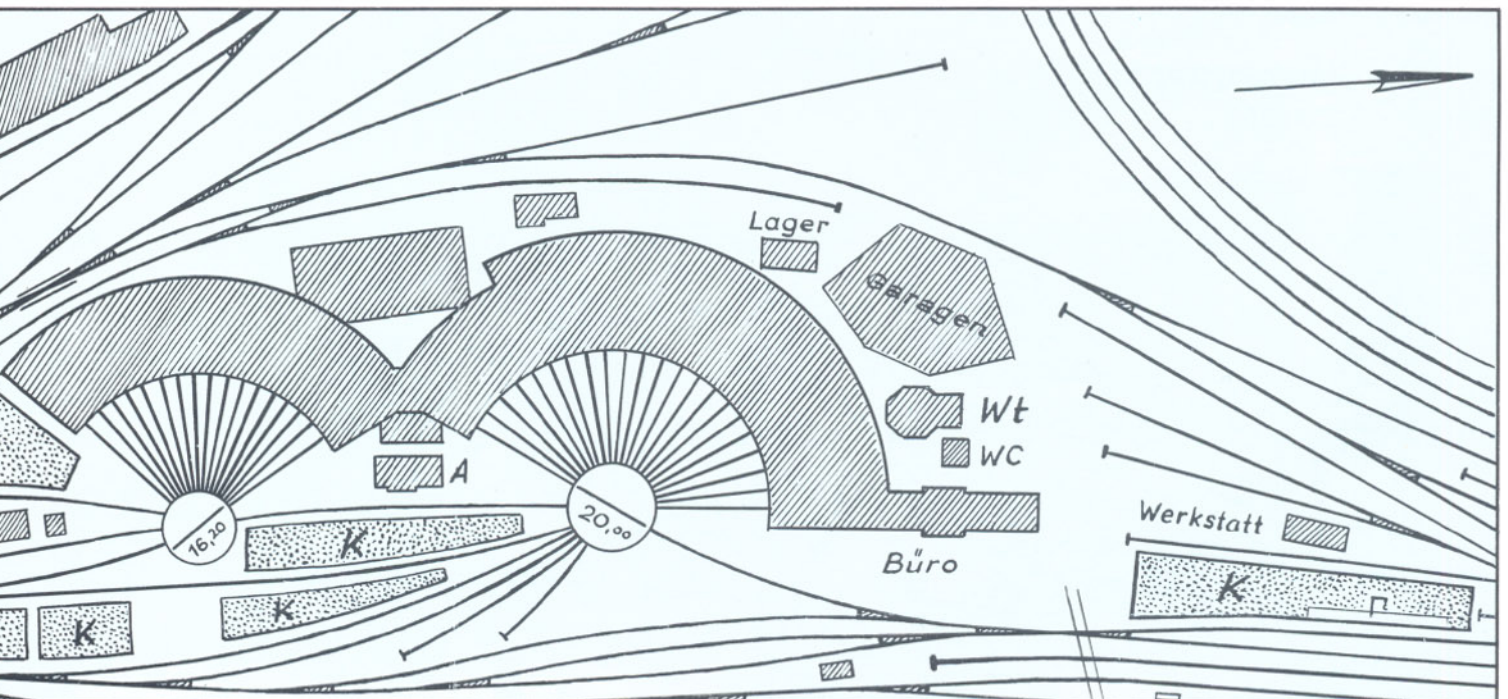 Lager
Garagen
Wt
WC
A
16,20
20,00
K
Büro
Werkstatt
K
K
K